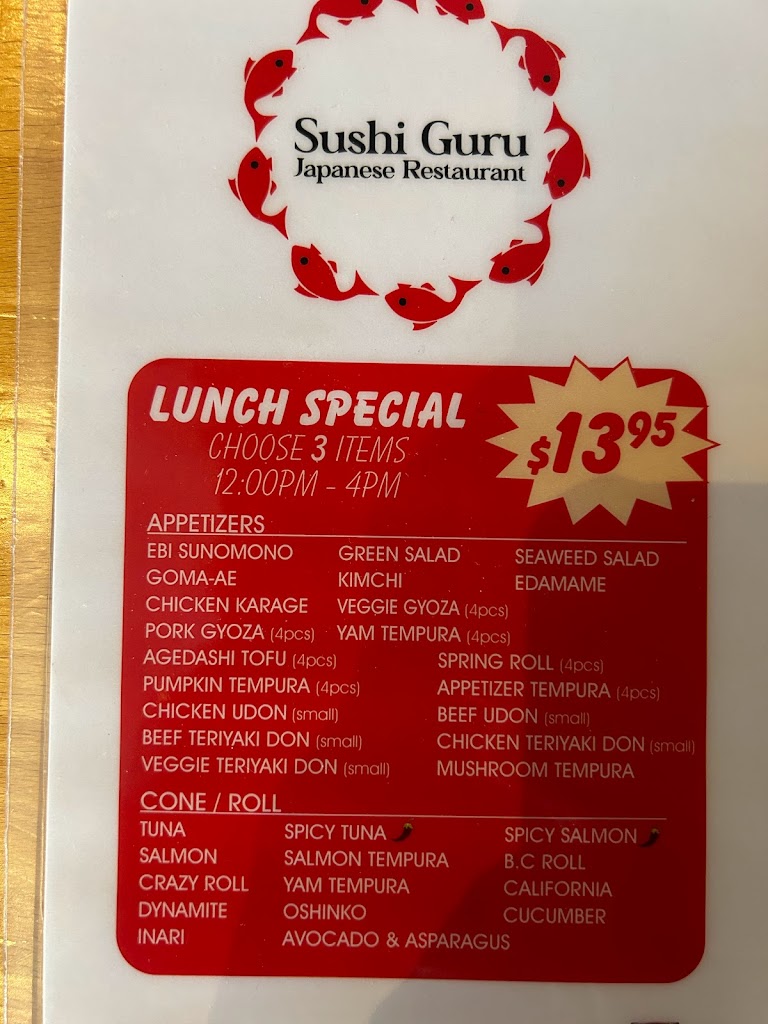 Sushi Guru
Japanese Restaurant
LUNCH SPECIAL
CHOOSE 3 ITEMS
12:00PM - 4PM
$13.95
APPETIZERS
EBI SUNOMONO GREEN SALAD SEAWEED SALAD
GOMA-AE KIMCHI EDAMAME
CHICKEN KARAGE VEGGIE GYOZA (4pcs)
PORK GYOZA (4pcs) YAM TEMPURA (4pcs)
AGEDASHI TOFU (4pcs) SPRING ROLL (4pcs)
PUMPKIN TEMPURA (4pcs) APPETIZER TEMPURA (4pcs)
CHICKEN UDON (small) BEEF UDON (small)
BEEF TERIYAKI DON (small) CHICKEN TERIYAKI DON (small)
VEGGIE TERIYAKI DON (small) MUSHROOM TEMPURA
CONE / ROLL
TUNA SPICY TUNA SPICY SALMON
SALMON SALMON TEMPURA B.C ROLL
CRAZY ROLL YAM TEMPURA CALIFORNIA
DYNAMITE OSHINKO CUCUMBER
INARI AVOCADO & ASPARAGUS